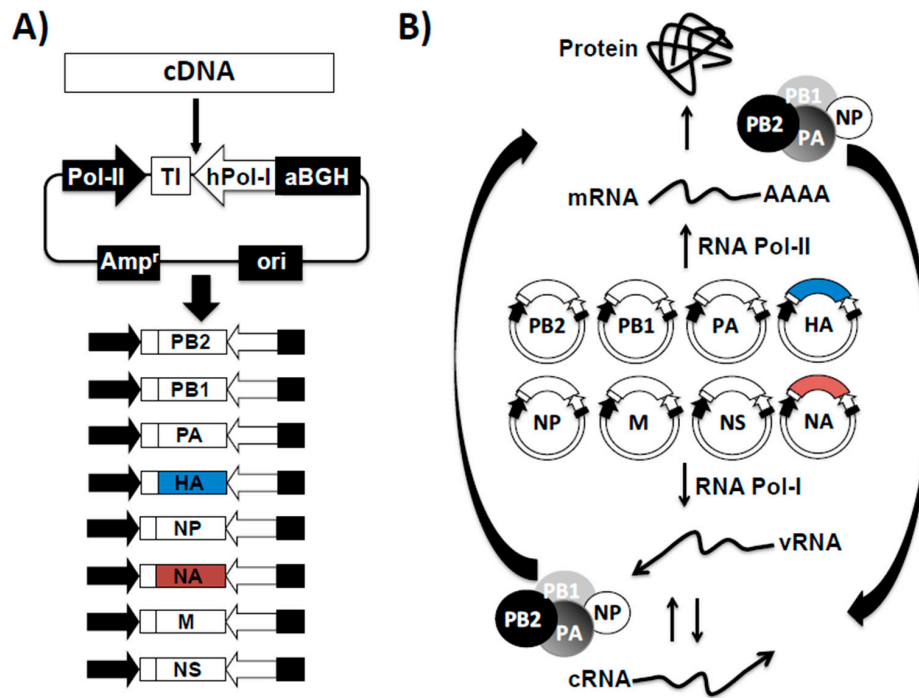 A)
cDNA
Pol-II TI hPol-I aBGH
Ampʳ ori
PB2
PB1
PA
HA
NP
NA
M
NS
B)
Protein
PB1
PB2 PA NP
mRNA AAAA
RNA Pol-II
PB2 PB1 PA HA
NP M NS NA
RNA Pol-I
vRNA
PB1
PB2 PA NP
cRNA